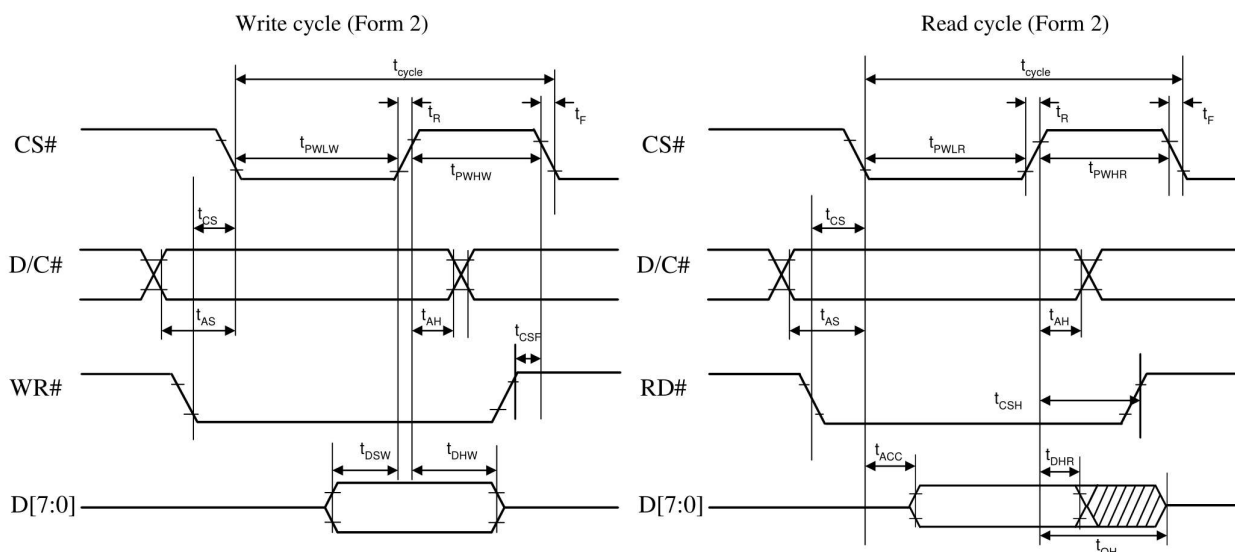 Write cycle (Form 2)
Read cycle (Form 2)
tcycle
tcycle
tR
tF
tR
tF
CS#
tPWLW
tPWHW
CS#
tPWLR
tPWHR
tCS
tCS
D/C#
D/C#
tAS
tAH
tCSF
tAS
tAH
WR#
RD#
tCSH
tDSW
tDHW
tACC
tDHR
D[7:0]
D[7:0]
tOH